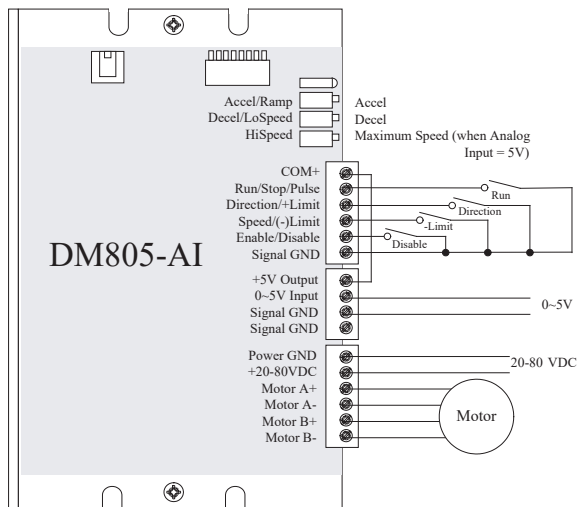 Accel/Ramp Accel
Decel/LoSpeed Decel
HiSpeed Maximum Speed (when Analog
Input = 5V)
COM+
Run/Stop/Pulse Run
Direction/+Limit Direction
Speed/(-)Limit -Limit
Enable/Disable Disable
Signal GND
DM805-AI
+5V Output
0~5V Input 0~5V
Signal GND
Signal GND
Power GND 20-80 VDC
+20-80VDC
Motor A+
Motor A-
Motor B+
Motor B-
Motor